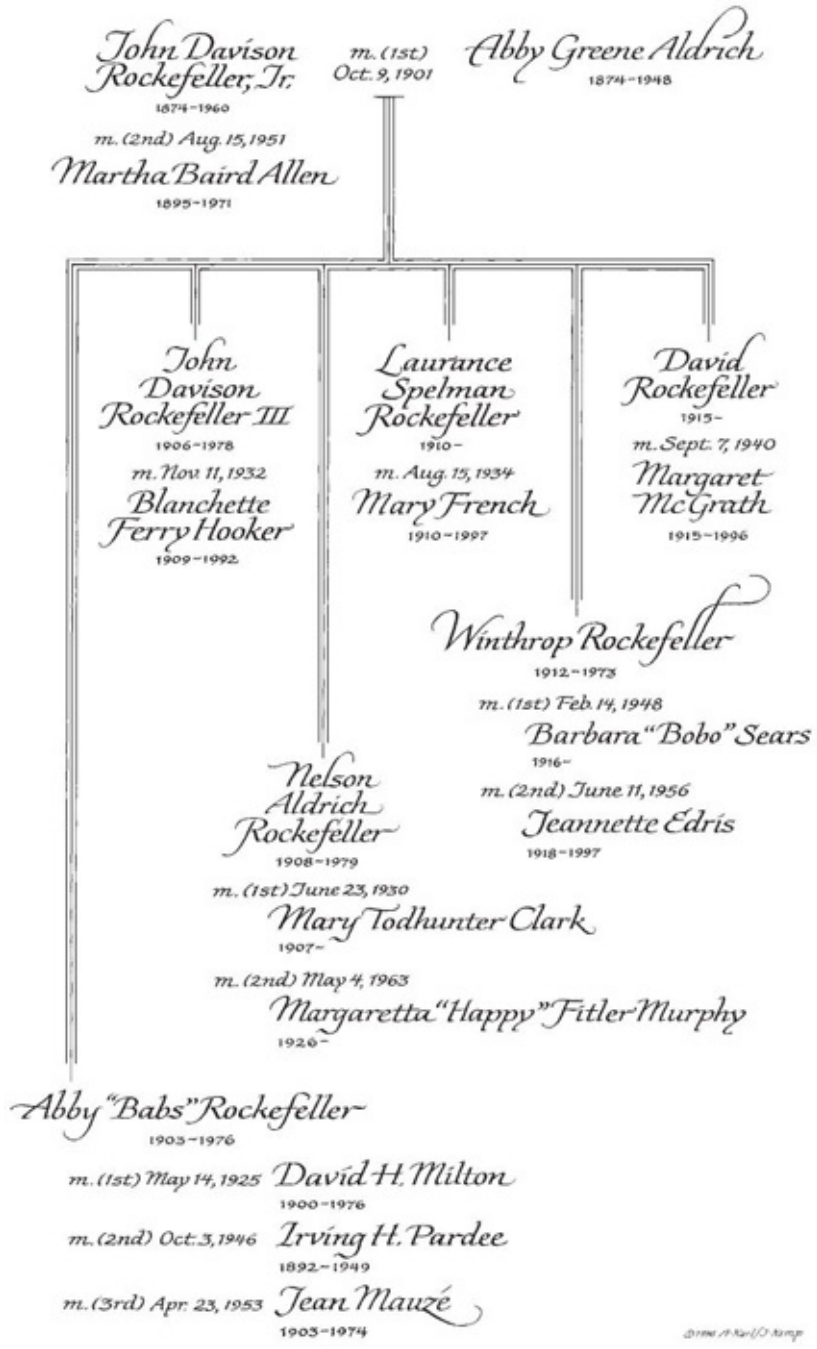 John Davison
Rockefeller, Jr.
1874-1960
m. (2nd) Aug. 15, 1951
Martha Baird Allen
1895-1971
m. (1st)
Oct. 9, 1901
Abby Greene Aldrich
1874-1948
John
Davison
Rockefeller III
1906-1978
m. Nov. 11, 1932
Blanchette
Ferry Hooker
1909-1992
Laurance
Spelman
Rockefeller
1910-
m. Aug. 15, 1934
Mary French
1910-1997
David
Rockefeller
1915-
m. Sept. 7, 1940
Margaret
McGrath
1915-1996
Winthrop Rockefeller
1912-1973
m. (1st) Feb. 14, 1948
Barbara "Bobo" Sears
1916-
m. (2nd) June 11, 1956
Jeannette Edris
1918-1997
Nelson
Aldrich
Rockefeller
1908-1979
m. (1st) June 23, 1930
Mary Todhunter Clark
1907-
m. (2nd) May 4, 1963
Margaretta "Happy" Fitler Murphy
1926-
Abby "Babs" Rockefeller
1903-1976
m. (1st) May 14, 1925 David H. Milton
1900-1976
m. (2nd) Oct. 3, 1946 Irving H. Pardee
1892-1949
m. (3rd) Apr. 23, 1953 Jean Mauzé
1903-1974